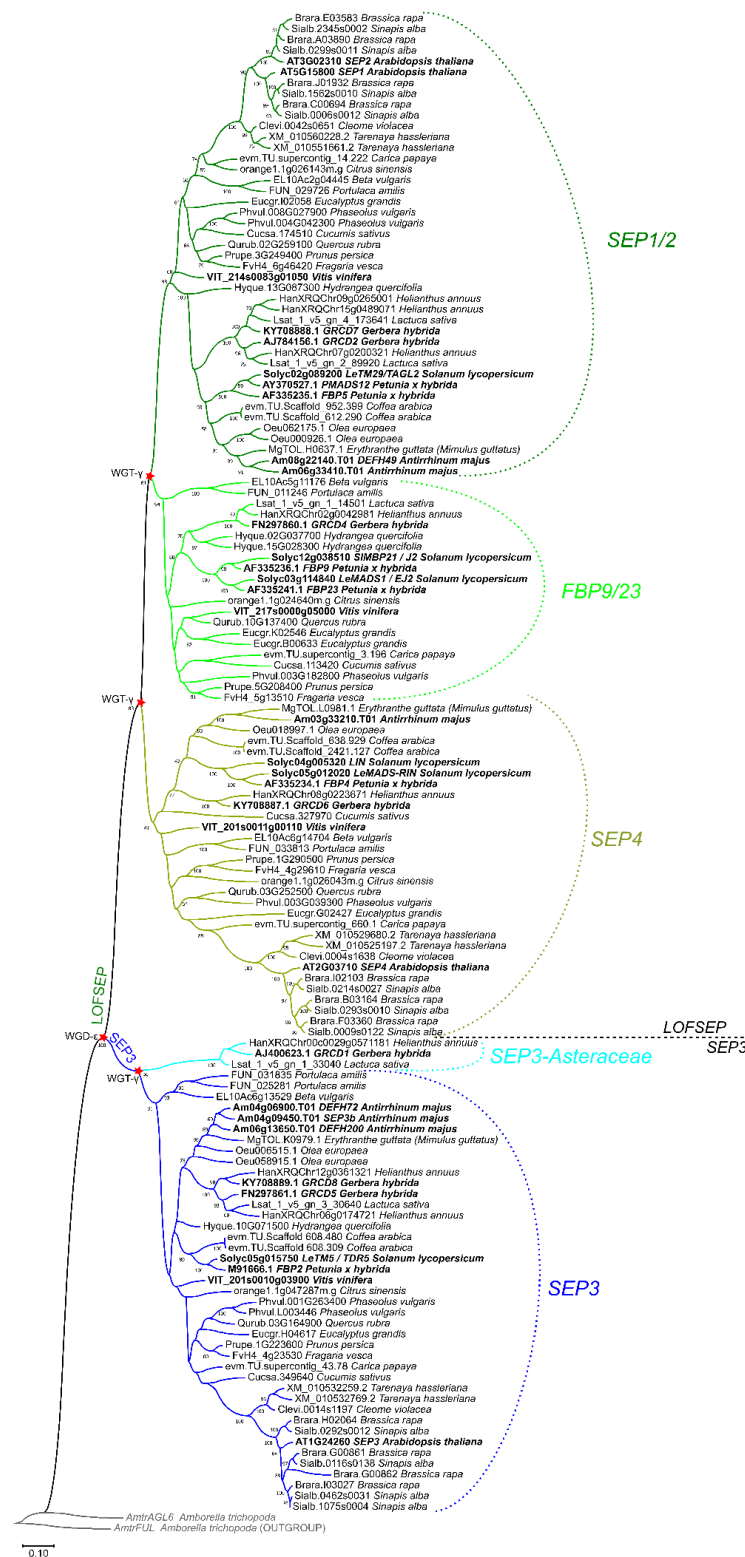 Brara.E03583 Brassica rapa
Sialb.2345s0002 Sinapis alba
Brara.A03890 Brassica rapa
Sialb.0299s0011 Sinapis alba
AT3G02310 SEP2 Arabidopsis thaliana
AT5G15800 SEP1 Arabidopsis thaliana
Brara.J01932 Brassica rapa
Sialb.1562s0010 Sinapis alba
Brara.C00694 Brassica rapa
Sialb.0006s0012 Sinapis alba
Clevi.0042s0651 Cleome violacea
XM_010560228.2 Tarenaya hassleriana
XM_010551661.2 Tarenaya hassleriana
evm.TU.supercontig_14.222 Carica papaya
orange1.1g026143m.g Citrus sinensis
EL10Ac2g04445 Beta vulgaris
FUN_029726 Portulaca amilis
Eucgr.I02058 Eucalyptus grandis
Phvul.008G027900 Phaseolus vulgaris
Phvul.004G042300 Phaseolus vulgaris
Cucsa.174510 Cucumis sativus
Qurub.02G259100 Quercus rubra
Prupe.3G249400 Prunus persica
FvH4_6g46420 Fragaria vesca
VIT_214s0083g01050 Vitis vinifera
Hyque.13G087300 Hydrangea quercifolia
HanXRQChr09g0265001 Helianthus annuus
HanXRQChr15g0489071 Helianthus annuus
Lsat_1_v5_gn_4_173641 Lactuca sativa
KY708888.1 GRCD7 Gerbera hybrida
AJ784156.1 GRCD2 Gerbera hybrida
HanXRQChr07g0200321 Helianthus annuus
Lsat_1_v5_gn_2_89920 Lactuca sativa
Solyc02g089200 LeTM29/TAGL2 Solanum lycopersicum
AY370527.1 PMADS12 Petunia x hybrida
AF335235.1 FBP5 Petunia x hybrida
evm.TU.Scaffold_952.399 Coffea arabica
evm.TU.Scaffold_612.290 Coffea arabica
Oeu062175.1 Olea europaea
Oeu000926.1 Olea europaea
MgTOL.H0637.1 Erythranthe guttata (Mimulus guttatus)
Am08g22140.T01 DEFH49 Antirrhinum majus
Am06g33410.T01 Antirrhinum majus
SEP1/2
WGT-γ
EL10Ac5g11176 Beta vulgaris
FUN_011246 Portulaca amilis
Lsat_1_v5_gn_1_14501 Lactuca sativa
HanXRQChr02g0042981 Helianthus annuus
FN297860.1 GRCD4 Gerbera hybrida
Hyque.02G037700 Hydrangea quercifolia
Hyque.15G028300 Hydrangea quercifolia
Solyc12g038510 SlMBP21 / J2 Solanum lycopersicum
AF335236.1 FBP9 Petunia x hybrida
Solyc03g114840 LeMADS1 / EJ2 Solanum lycopersicum
AF335241.1 FBP23 Petunia x hybrida
orange1.1g024640m.g Citrus sinensis
VIT_217s0000g05000 Vitis vinifera
Qurub.10G137400 Quercus rubra
Eucgr.K02546 Eucalyptus grandis
Eucgr.B00633 Eucalyptus grandis
evm.TU.supercontig_3.196 Carica papaya
Cucsa.113420 Cucumis sativus
Phvul.003G182800 Phaseolus vulgaris
Prupe.5G208400 Prunus persica
FvH4_5g13510 Fragaria vesca
FBP9/23
WGT-γ
MgTOL.L0981.1 Erythranthe guttata (Mimulus guttatus)
Am03g33210.T01 Antirrhinum majus
Oeu018997.1 Olea europaea
evm.TU.Scaffold_638.929 Coffea arabica
evm.TU.Scaffold_2421.127 Coffea arabica
Solyc04g005320 LIN Solanum lycopersicum
Solyc05g012020 LeMADS-RIN Solanum lycopersicum
AF335234.1 FBP4 Petunia x hybrida
HanXRQChr08g0223671 Helianthus annuus
KY708887.1 GRCD6 Gerbera hybrida
Cucsa.327970 Cucumis sativus
VIT_201s0011g00110 Vitis vinifera
EL10Ac6g14704 Beta vulgaris
FUN_033813 Portulaca amilis
Prupe.1G290500 Prunus persica
FvH4_4g29610 Fragaria vesca
orange1.1g026043m.g Citrus sinensis
Qurub.03G252500 Quercus rubra
Phvul.003G039300 Phaseolus vulgaris
Eucgr.G02427 Eucalyptus grandis
evm.TU.supercontig_660.1 Carica papaya
XM_010529680.2 Tarenaya hassleriana
XM_010525197.2 Tarenaya hassleriana
Clevi.0004s1638 Cleome violacea
AT2G03710 SEP4 Arabidopsis thaliana
Brara.I02103 Brassica rapa
Sialb.0214s0027 Sinapis alba
Brara.B03164 Brassica rapa
Sialb.0293s0010 Sinapis alba
Brara.F03360 Brassica rapa
Sialb.0009s0122 Sinapis alba
SEP4
LOFSEP
WGD-ε
SEP3
LOFSEP
SEP3
WGT-γ
HanXRQChr00c0029g0571181 Helianthus annuus
AJ400623.1 GRCD1 Gerbera hybrida
Lsat_1_v5_gn_1_33040 Lactuca sativa
SEP3-Asteraceae
FUN_031835 Portulaca amilis
FUN_025281 Portulaca amilis
EL10Ac6g13529 Beta vulgaris
Am04g06900.T01 DEFH72 Antirrhinum majus
Am04g09450.T01 SEP3b Antirrhinum majus
Am06g13650.T01 DEFH200 Antirrhinum majus
MgTOL.K0979.1 Erythranthe guttata (Mimulus guttatus)
Oeu006515.1 Olea europaea
Oeu058915.1 Olea europaea
HanXRQChr12g0361321 Helianthus annuus
KY708889.1 GRCD8 Gerbera hybrida
FN297861.1 GRCD5 Gerbera hybrida
Lsat_1_v5_gn_3_30640 Lactuca sativa
HanXRQChr06g0174721 Helianthus annuus
Hyque.10G071500 Hydrangea quercifolia
evm.TU.Scaffold 608.480 Coffea arabica
evm.TU.Scaffold 608.309 Coffea arabica
Solyc05g015750 LeTM5 / TDR5 Solanum lycopersicum
M91666.1 FBP2 Petunia x hybrida
VIT_201s0010g03900 Vitis vinifera
orange1.1g047287m.g Citrus sinensis
Phvul.001G263400 Phaseolus vulgaris
Phvul.L003446 Phaseolus vulgaris
Qurub.03G164900 Quercus rubra
Eucgr.H04617 Eucalyptus grandis
Prupe.1G223600 Prunus persica
FvH4_4g23530 Fragaria vesca
evm.TU.supercontig_43.78 Carica papaya
Cucsa.349640 Cucumis sativus
XM_010532259.2 Tarenaya hassleriana
XM_010532769.2 Tarenaya hassleriana
Clevi.0014s1197 Cleome violacea
Brara.H02064 Brassica rapa
Sialb.0292s0012 Sinapis alba
AT1G24260 SEP3 Arabidopsis thaliana
Brara.G00861 Brassica rapa
Sialb.0116s0138 Sinapis alba
Brara.G00862 Brassica rapa
Brara.I03027 Brassica rapa
Sialb.0462s0031 Sinapis alba
Sialb.1075s0004 Sinapis alba
SEP3
AmtrAGL6 Amborella trichopoda
AmtrFUL Amborella trichopoda (OUTGROUP)
0.10